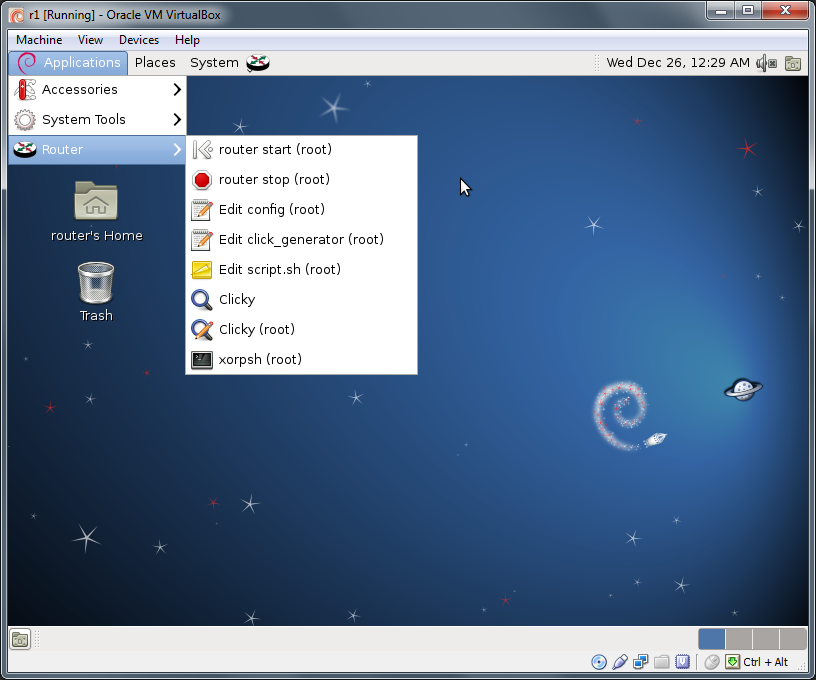 r1 [Running] - Oracle VM VirtualBox
Machine View Devices Help
Applications Places System Wed Dec 26, 12:29 AM
Accessories
System Tools
Router
router start (root)
router stop (root)
Edit config (root)
Edit click_generator (root)
Edit script.sh (root)
Clicky
Clicky (root)
xorpsh (root)
router's Home
Trash
Ctrl + Alt